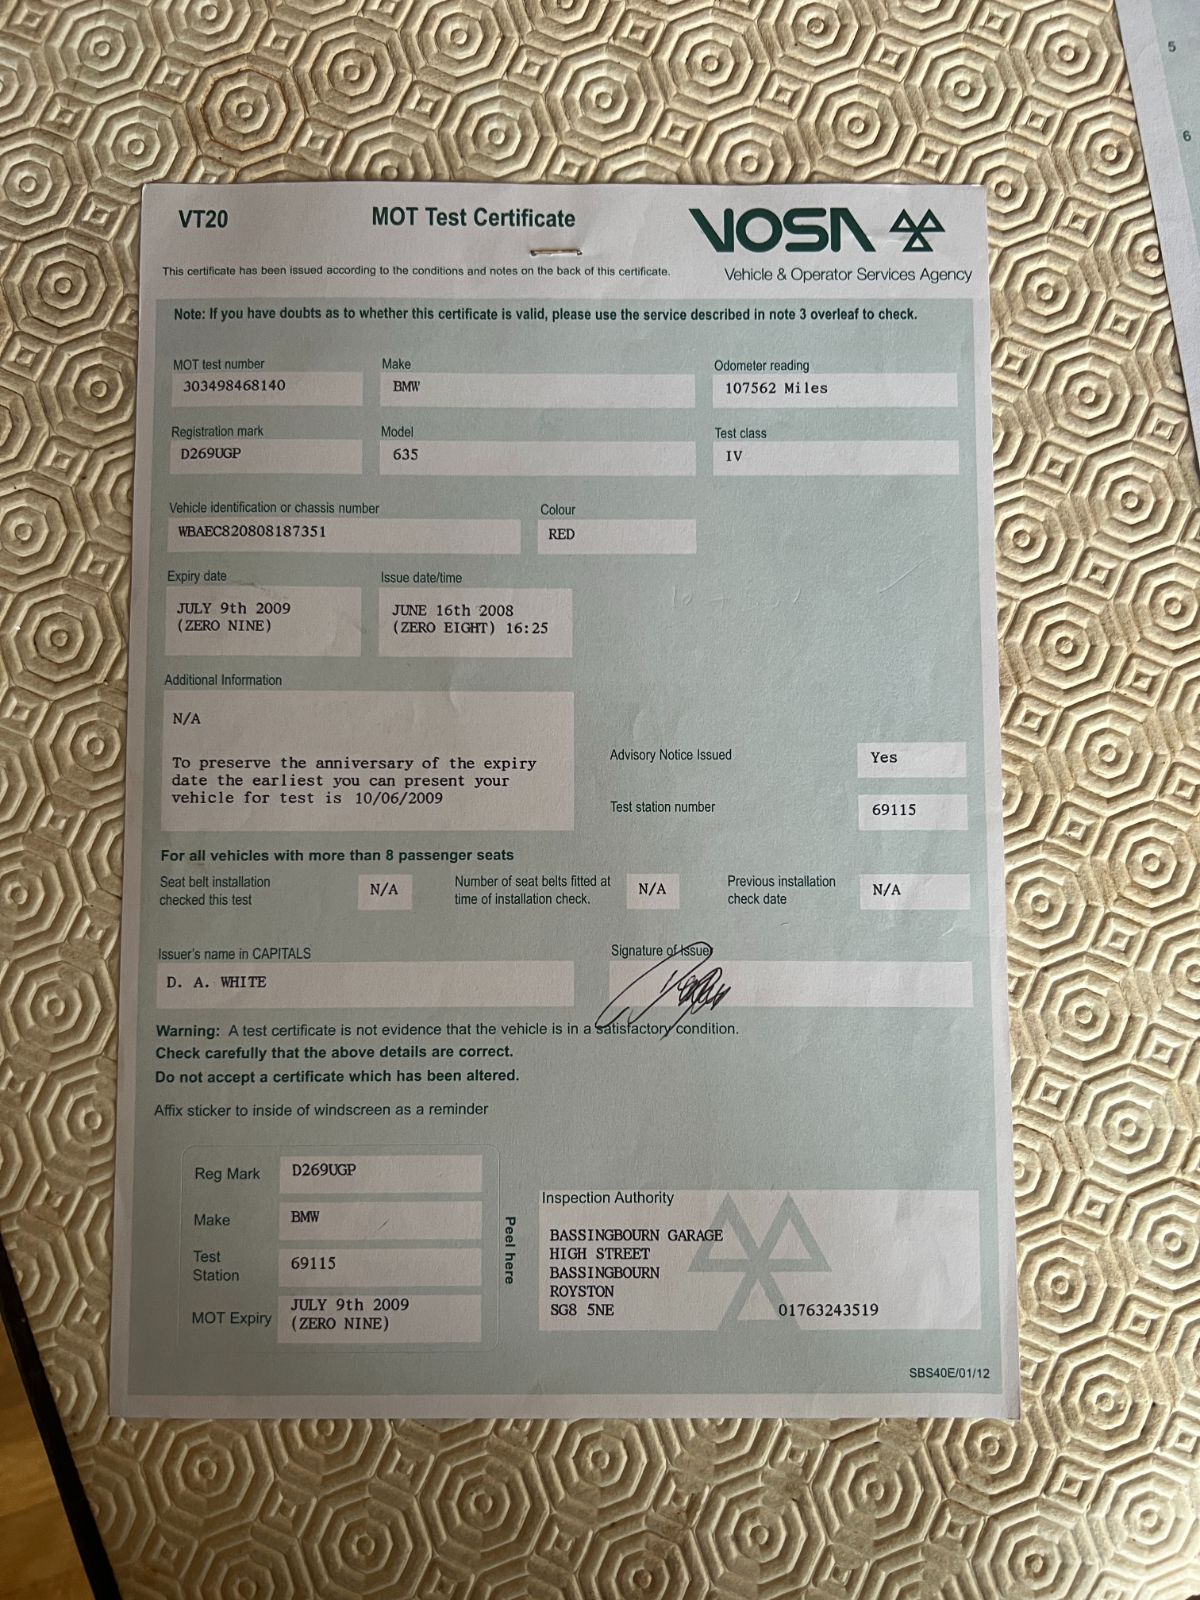 5
6
VT20
MOT Test Certificate
VOSA
Vehicle & Operator Services Agency
This certificate has been issued according to the conditions and notes on the back of this certificate.
Note: If you have doubts as to whether this certificate is valid, please use the service described in note 3 overleaf to check.
MOT test number
303498468140
Make
BMW
Odometer reading
107562 Miles
Registration mark
D269UGP
Model
635
Test class
IV
Vehicle identification or chassis number
WBAEC820808187351
Colour
RED
Expiry date
JULY 9th 2009
(ZERO NINE)
Issue date/time
JUNE 16th 2008
(ZERO EIGHT) 16:25
Additional Information
N/A
To preserve the anniversary of the expiry
date the earliest you can present your
vehicle for test is 10/06/2009
Advisory Notice Issued
Yes
Test station number
69115
For all vehicles with more than 8 passenger seats
Seat belt installation
checked this test
N/A
Number of seat belts fitted at
time of installation check.
N/A
Previous installation
check date
N/A
Issuer's name in CAPITALS
D. A. WHITE
Signature of Issuer
Warning: A test certificate is not evidence that the vehicle is in a satisfactory condition.
Check carefully that the above details are correct.
Do not accept a certificate which has been altered.
Affix sticker to inside of windscreen as a reminder
Reg Mark
D269UGP
Make
BMW
Test
Station
69115
MOT Expiry
JULY 9th 2009
(ZERO NINE)
Peel here
Inspection Authority
BASSINGBOURN GARAGE
HIGH STREET
BASSINGBOURN
ROYSTON
SG8 5NE
01763243519
SBS40E/01/12